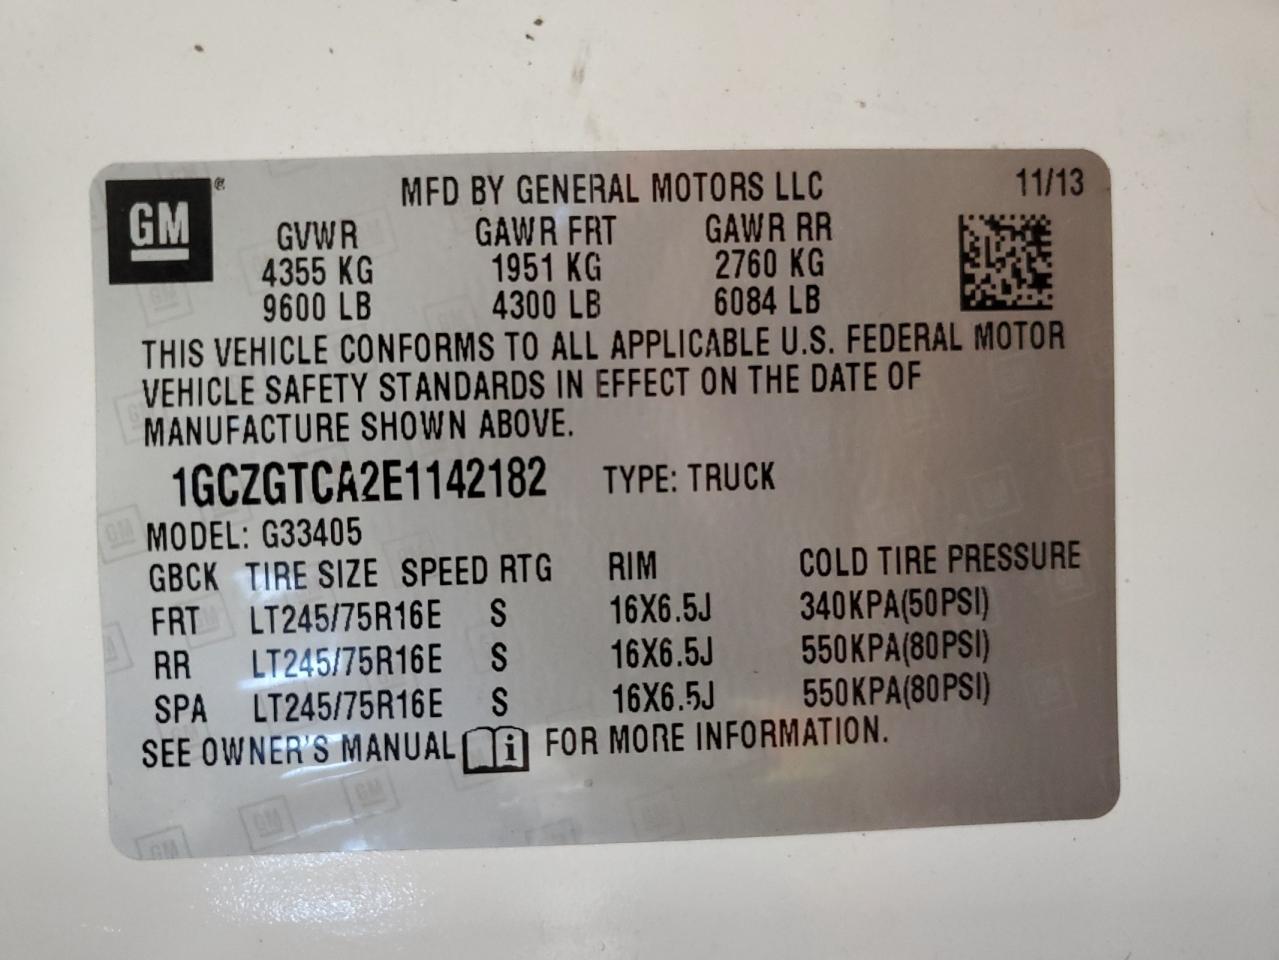 GM ® MFD BY GENERAL MOTORS LLC 11/13
GVWR GAWR FRT GAWR RR
4355 KG 1951 KG 2760 KG
9600 LB 4300 LB 6084 LB
THIS VEHICLE CONFORMS TO ALL APPLICABLE U.S. FEDERAL MOTOR
VEHICLE SAFETY STANDARDS IN EFFECT ON THE DATE OF
MANUFACTURE SHOWN ABOVE.
1GCZGTCA2E1142182 TYPE: TRUCK
MODEL: G33405
GBCK TIRE SIZE SPEED RTG RIM COLD TIRE PRESSURE
FRT LT245/75R16E S 16X6.5J 340KPA(50PSI)
RR LT245/75R16E S 16X6.5J 550KPA(80PSI)
SPA LT245/75R16E S 16X6.5J 550KPA(80PSI)
SEE OWNER'S MANUAL i FOR MORE INFORMATION.